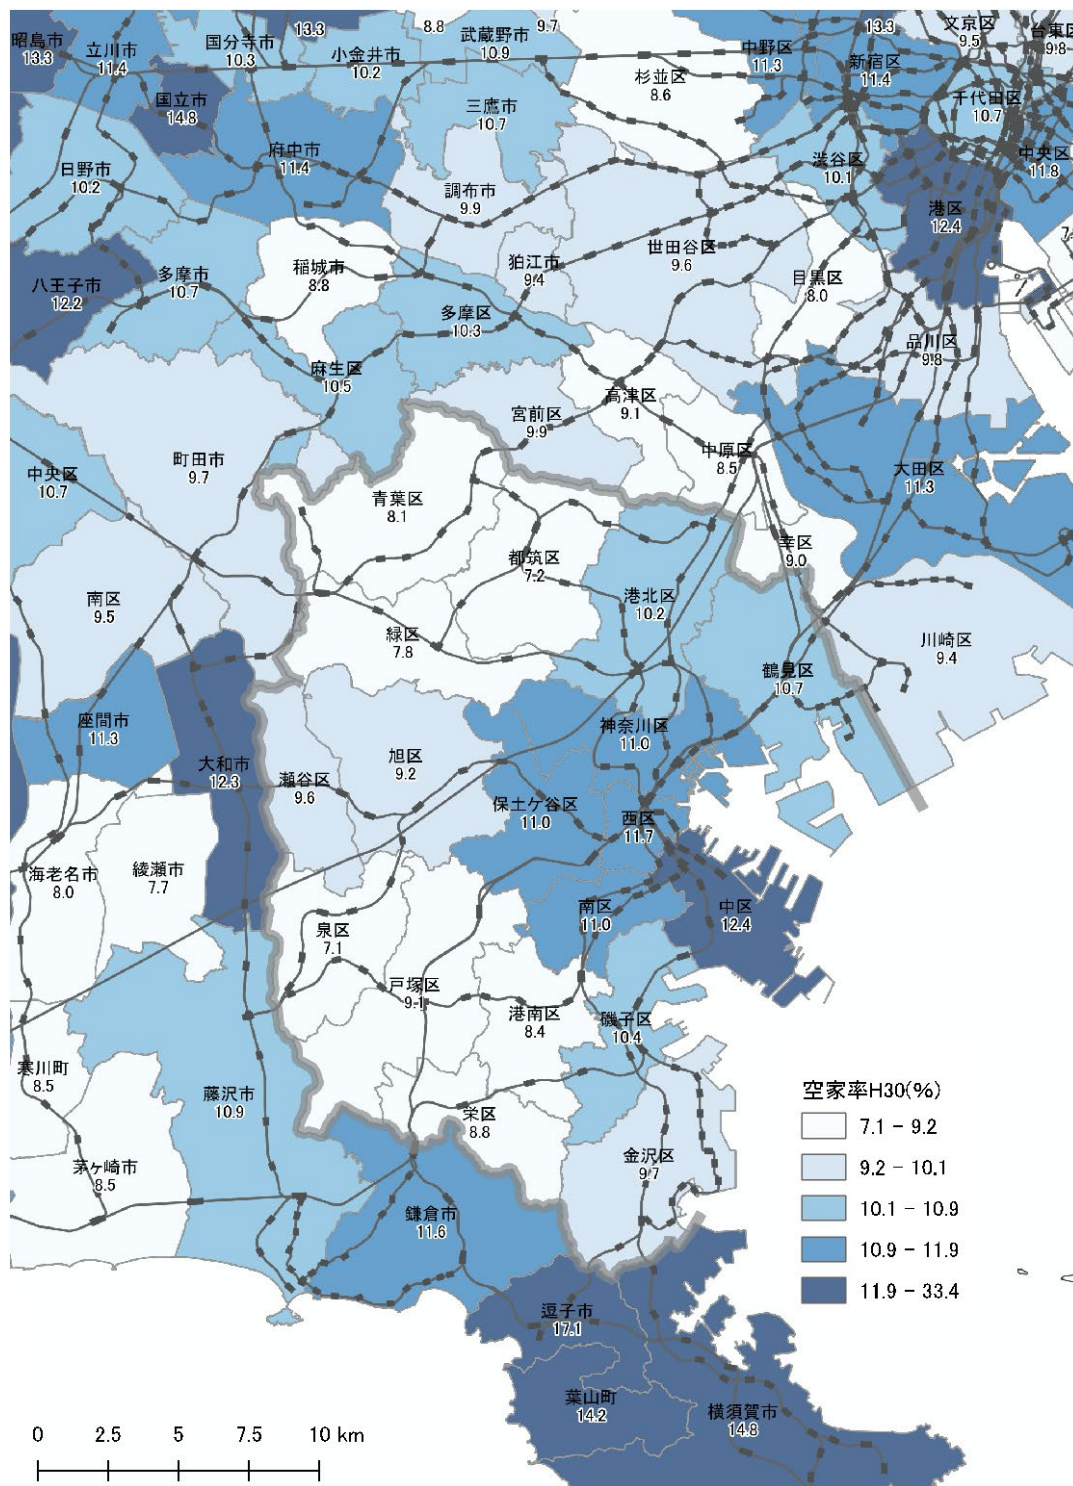 昭島市
13.3
立川市
11.4
国分寺市
10.3
13.3
小金井市
10.2
8.8
武蔵野市
10.9
9.7
杉並区
8.6
中野区
11.3
13.3
新宿区
11.4
文京区
9.5
台東区
9.8
千代田区
10.7
中央区
11.8
国立市
14.8
三鷹市
10.7
府中市
11.4
日野市
10.2
調布市
9.9
渋谷区
10.1
港区
12.4
稲城市
8.8
狛江市
9.4
世田谷区
9.6
目黒区
8.0
八王子市
12.2
多摩市
10.7
多摩区
10.3
品川区
9.8
麻生区
10.5
高津区
9.1
宮前区
9.9
中原区
8.5
大田区
11.3
町田市
9.7
中央区
10.7
青葉区
8.1
都筑区
7.2
幸区
9.0
南区
9.5
港北区
10.2
緑区
7.8
川崎区
9.4
鶴見区
10.7
座間市
11.3
大和市
12.3
瀬谷区
9.6
旭区
9.2
神奈川区
11.0
保土ケ谷区
11.0
西区
11.7
海老名市
8.0
綾瀬市
7.7
南区
11.0
中区
12.4
泉区
7.1
戸塚区
9.1
港南区
8.4
磯子区
10.4
寒川町
8.5
藤沢市
10.9
栄区
8.8
金沢区
9.7
茅ヶ崎市
8.5
鎌倉市
11.6
逗子市
17.1
葉山町
14.2
横須賀市
14.8
空家率H30(%)
7.1 - 9.2
9.2 - 10.1
10.1 - 10.9
10.9 - 11.9
11.9 - 33.4
0 2.5 5 7.5 10 km